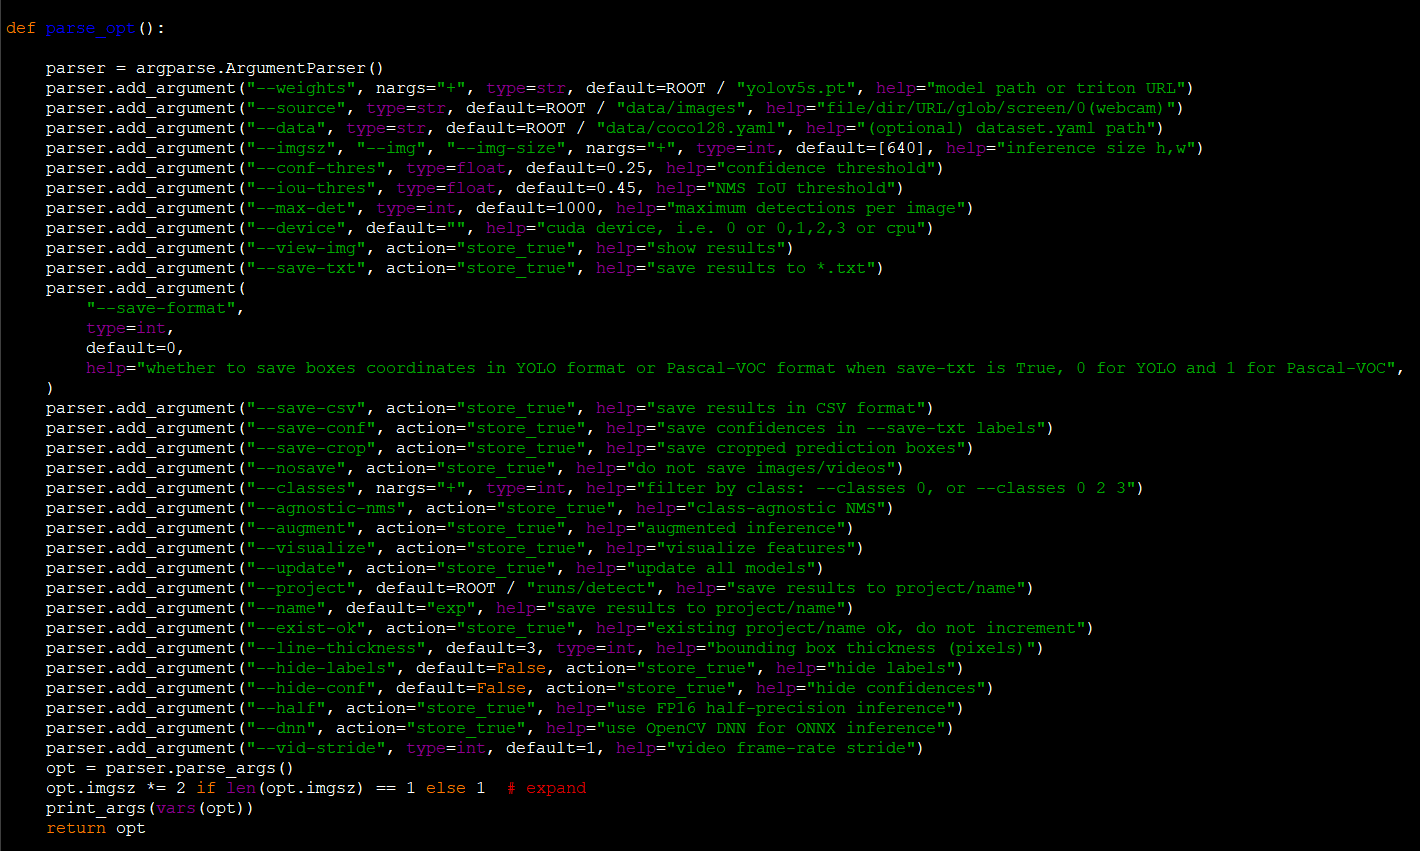 def parse_opt():
    parser = argparse.ArgumentParser()
    parser.add_argument("--weights", nargs="+", type=str, default=ROOT / "yolov5s.pt", help="model path or triton URL")
    parser.add_argument("--source", type=str, default=ROOT / "data/images", help="file/dir/URL/glob/screen/0(webcam)")
    parser.add_argument("--data", type=str, default=ROOT / "data/coco128.yaml", help="(optional) dataset.yaml path")
    parser.add_argument("--imgsz", "--img", "--img-size", nargs="+", type=int, default=[640], help="inference size h,w")
    parser.add_argument("--conf-thres", type=float, default=0.25, help="confidence threshold")
    parser.add_argument("--iou-thres", type=float, default=0.45, help="NMS IoU threshold")
    parser.add_argument("--max-det", type=int, default=1000, help="maximum detections per image")
    parser.add_argument("--device", default="", help="cuda device, i.e. 0 or 0,1,2,3 or cpu")
    parser.add_argument("--view-img", action="store_true", help="show results")
    parser.add_argument("--save-txt", action="store_true", help="save results to *.txt")
    parser.add_argument(
        "--save-format",
        type=int,
        default=0,
        help="whether to save boxes coordinates in YOLO format or Pascal-VOC format when save-txt is True, 0 for YOLO and 1 for Pascal-VOC",
    )
    parser.add_argument("--save-csv", action="store_true", help="save results in CSV format")
    parser.add_argument("--save-conf", action="store_true", help="save confidences in --save-txt labels")
    parser.add_argument("--save-crop", action="store_true", help="save cropped prediction boxes")
    parser.add_argument("--nosave", action="store_true", help="do not save images/videos")
    parser.add_argument("--classes", nargs="+", type=int, help="filter by class: --classes 0, or --classes 0 2 3")
    parser.add_argument("--agnostic-nms", action="store_true", help="class-agnostic NMS")
    parser.add_argument("--augment", action="store_true", help="augmented inference")
    parser.add_argument("--visualize", action="store_true", help="visualize features")
    parser.add_argument("--update", action="store_true", help="update all models")
    parser.add_argument("--project", default=ROOT / "runs/detect", help="save results to project/name")
    parser.add_argument("--name", default="exp", help="save results to project/name")
    parser.add_argument("--exist-ok", action="store_true", help="existing project/name ok, do not increment")
    parser.add_argument("--line-thickness", default=3, type=int, help="bounding box thickness (pixels)")
    parser.add_argument("--hide-labels", default=False, action="store_true", help="hide labels")
    parser.add_argument("--hide-conf", default=False, action="store_true", help="hide confidences")
    parser.add_argument("--half", action="store_true", help="use FP16 half-precision inference")
    parser.add_argument("--dnn", action="store_true", help="use OpenCV DNN for ONNX inference")
    parser.add_argument("--vid-stride", type=int, default=1, help="video frame-rate stride")
    opt = parser.parse_args()
    opt.imgsz *= 2 if len(opt.imgsz) == 1 else 1  # expand
    print_args(vars(opt))
    return opt